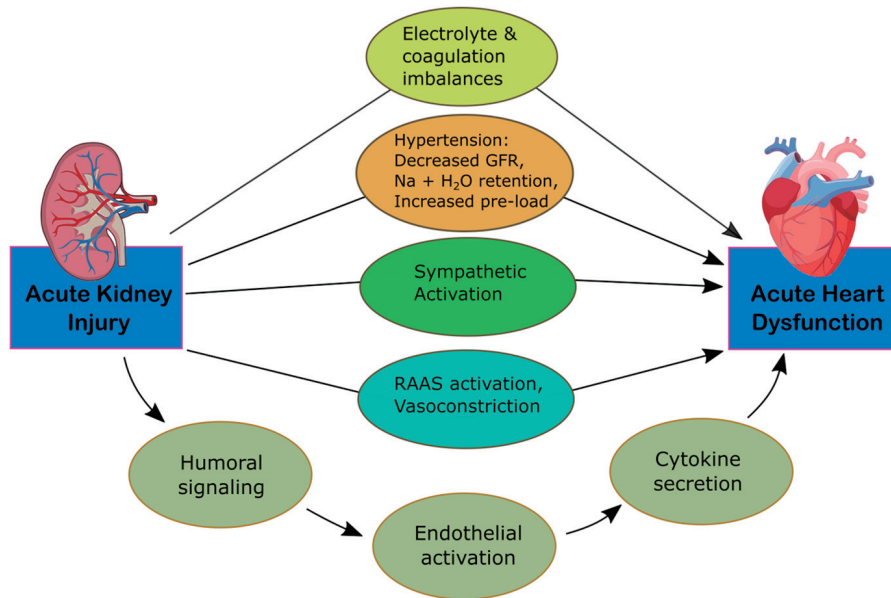 Electrolyte &
coagulation
imbalances
Hypertension:
Decreased GFR,
Na + H₂O retention,
Increased pre-load
Acute Kidney
Injury
Sympathetic
Activation
Acute Heart
Dysfunction
RAAS activation,
Vasoconstriction
Humoral
signaling
Cytokine
secretion
Endothelial
activation